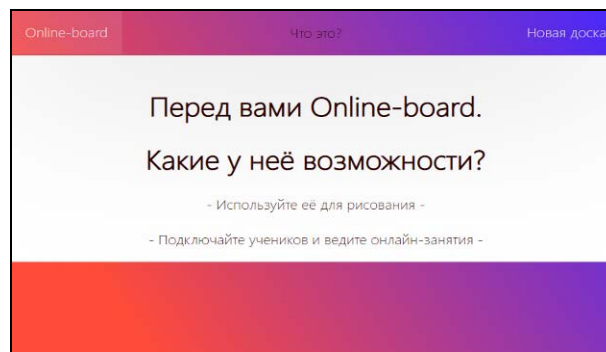 Online-board
Что это?
Новая доска
Перед вами Online-board.
Какие у неё возможности?
- Используйте её для рисования -
- Подключайте учеников и ведите онлайн-занятия -